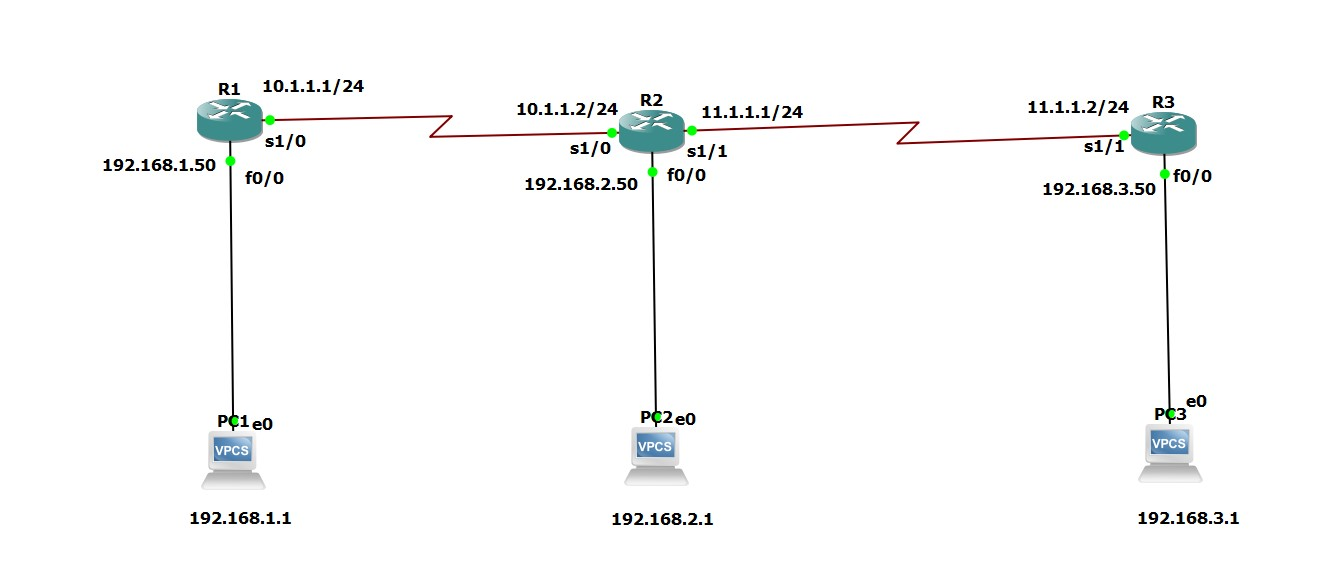 R1
10.1.1.1/24
s1/0
192.168.1.50
f0/0
10.1.1.2/24
R2
11.1.1.1/24
s1/0
s1/1
192.168.2.50
f0/0
11.1.1.2/24
R3
s1/1
192.168.3.50
f0/0
PC1
e0
VPCS
192.168.1.1
PC2
e0
VPCS
192.168.2.1
PC3
e0
VPCS
192.168.3.1